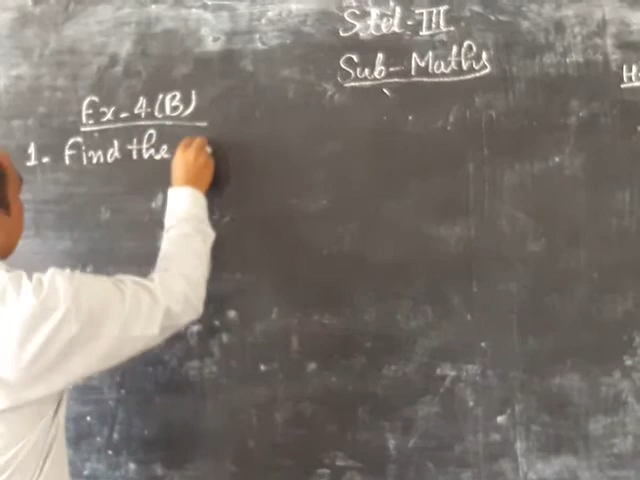 Std-III
Sub-Maths
H
Ex-4(B)
1. Find the